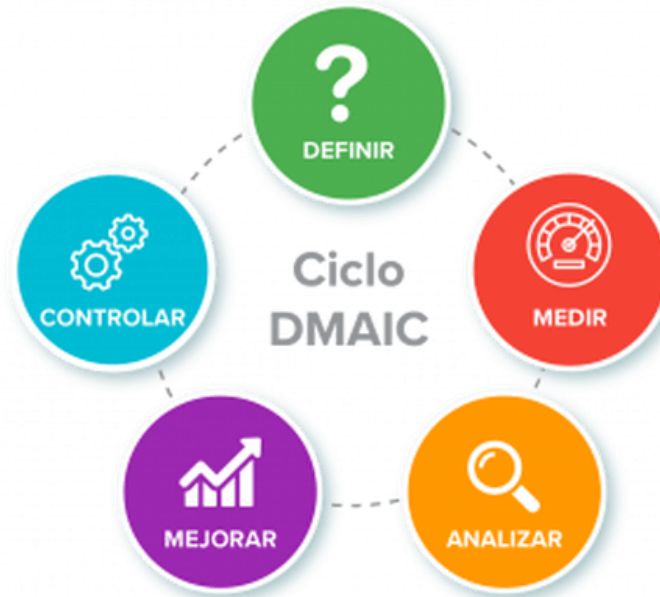 ?
DEFINIR
Ciclo
DMAIC
MEDIR
ANALIZAR
MEJORAR
CONTROLAR